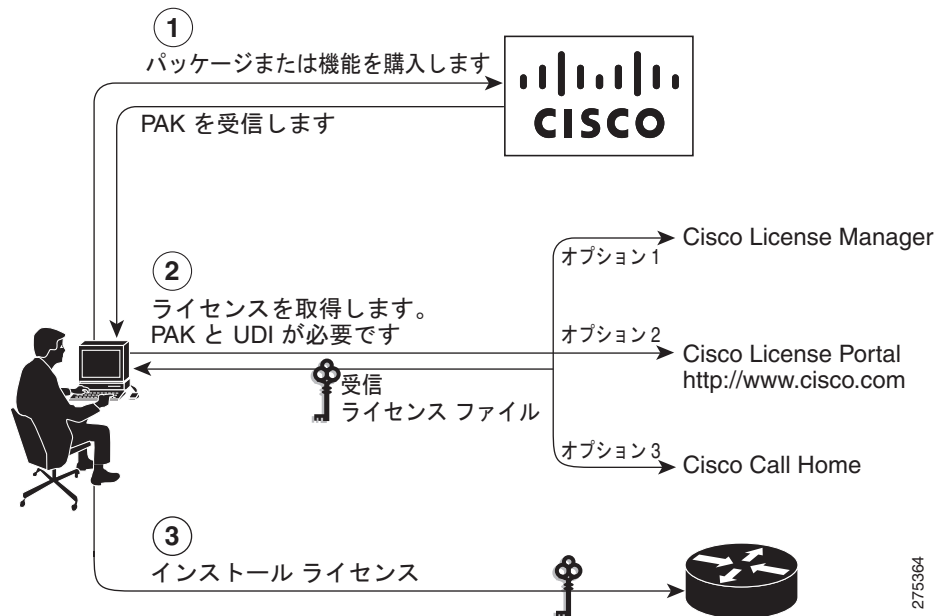 1
パッケージまたは機能を購入します
CISCO
PAK を受信します
オプション 1
Cisco License Manager
2
ライセンスを取得します。
PAK と UDI が必要です
オプション 2
Cisco License Portal
http://www.cisco.com
受信
ライセンス ファイル
オプション 3
Cisco Call Home
3
インストール ライセンス
275364